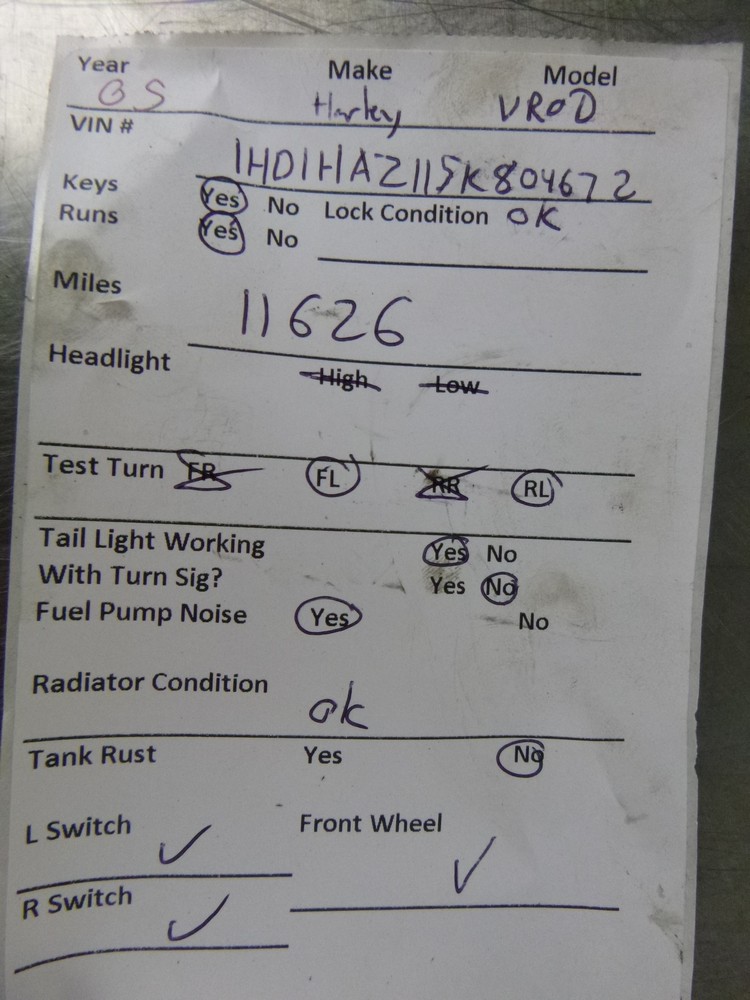 Year Make Model
05 Harley VROD
VIN # 1HD1HAZ115K804672
Keys Yes No Lock Condition OK
Runs Yes No
Miles 11626
Headlight High Low
Test Turn FR FL RR RL
Tail Light Working Yes No
With Turn Sig? Yes No
Fuel Pump Noise Yes No
Radiator Condition ok
Tank Rust Yes No
L Switch ✓ Front Wheel ✓
R Switch ✓